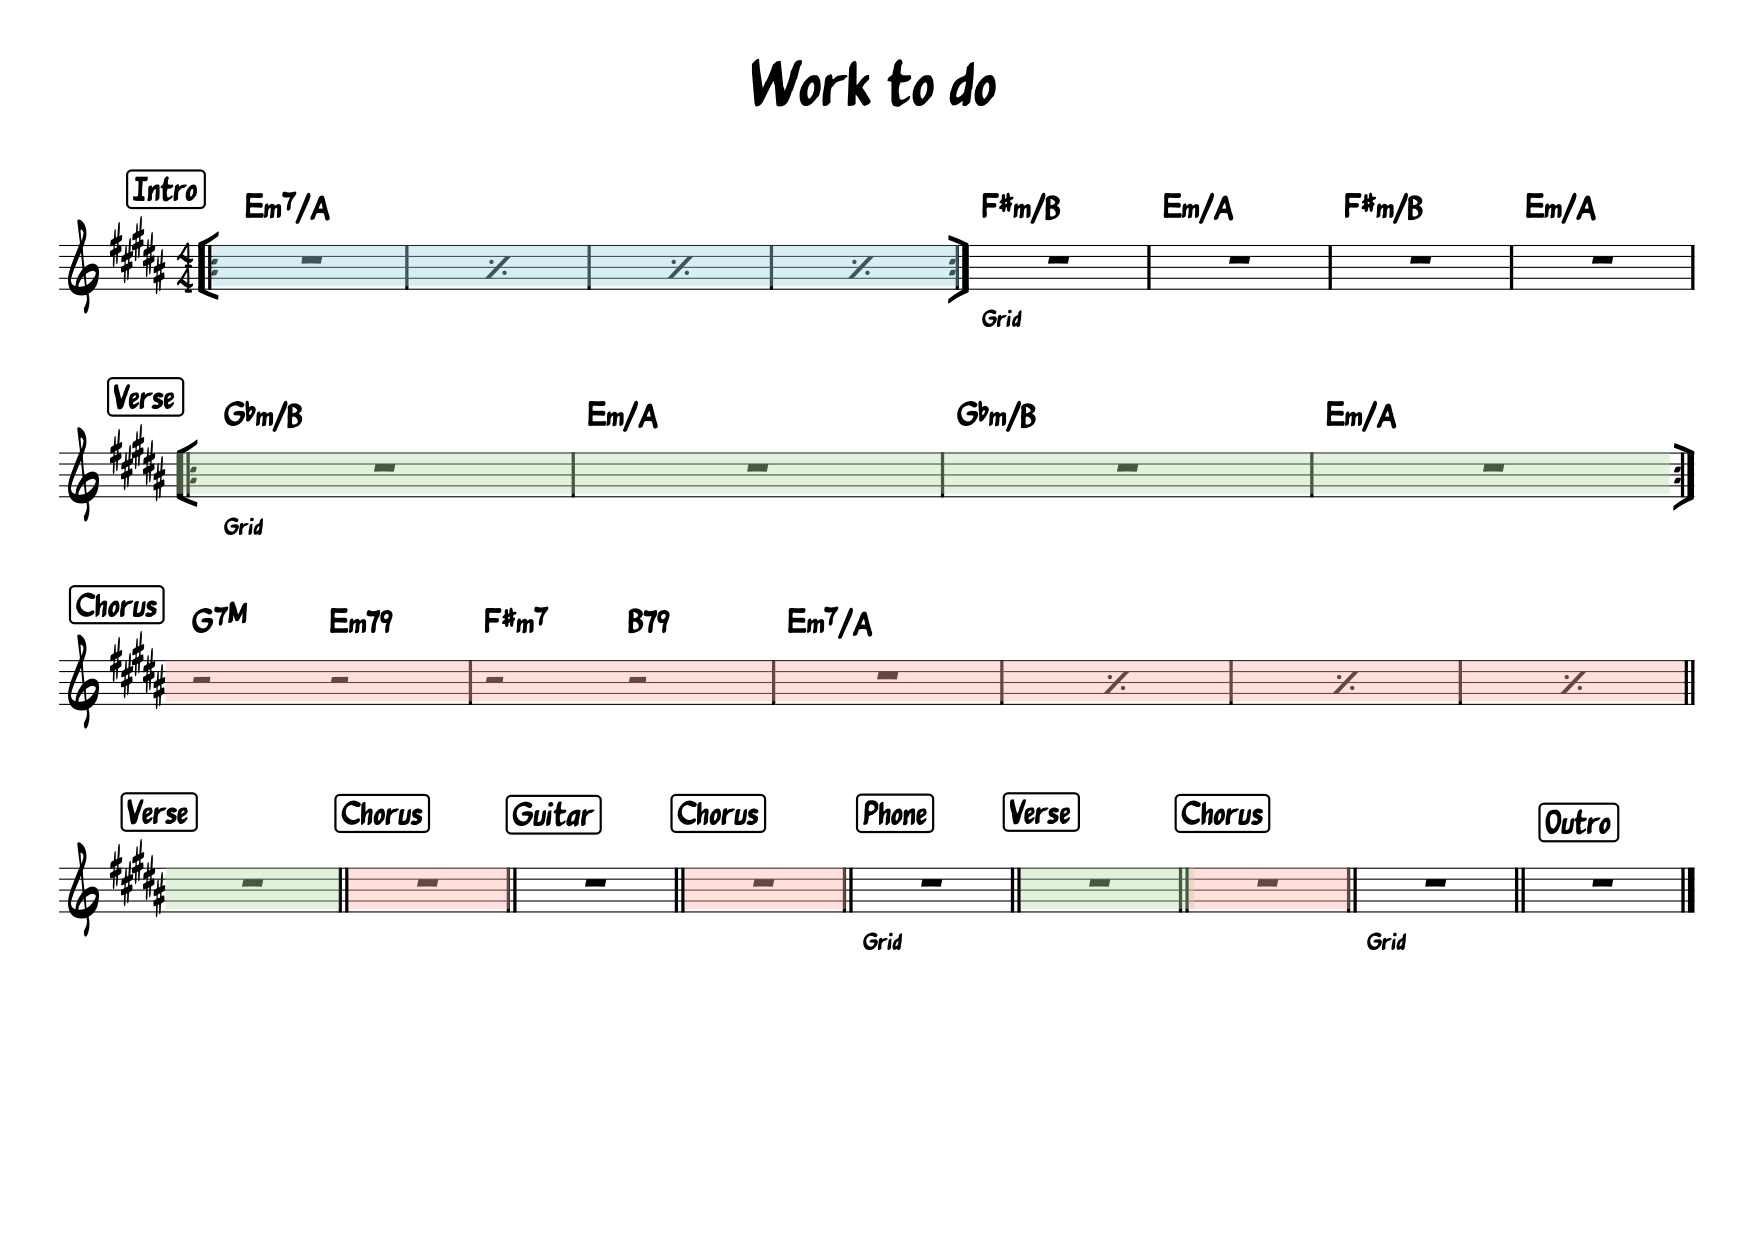 Work to do
Intro
Em7/A F#m/B Em/A F#m/B Em/A
4
4
Grid
Verse
Gbm/B Em/A Gbm/B Em/A
Grid
Chorus
G7M Em79 F#m7 B79 Em7/A
Verse Chorus Guitar Chorus Phone Verse Chorus Outro
Grid Grid